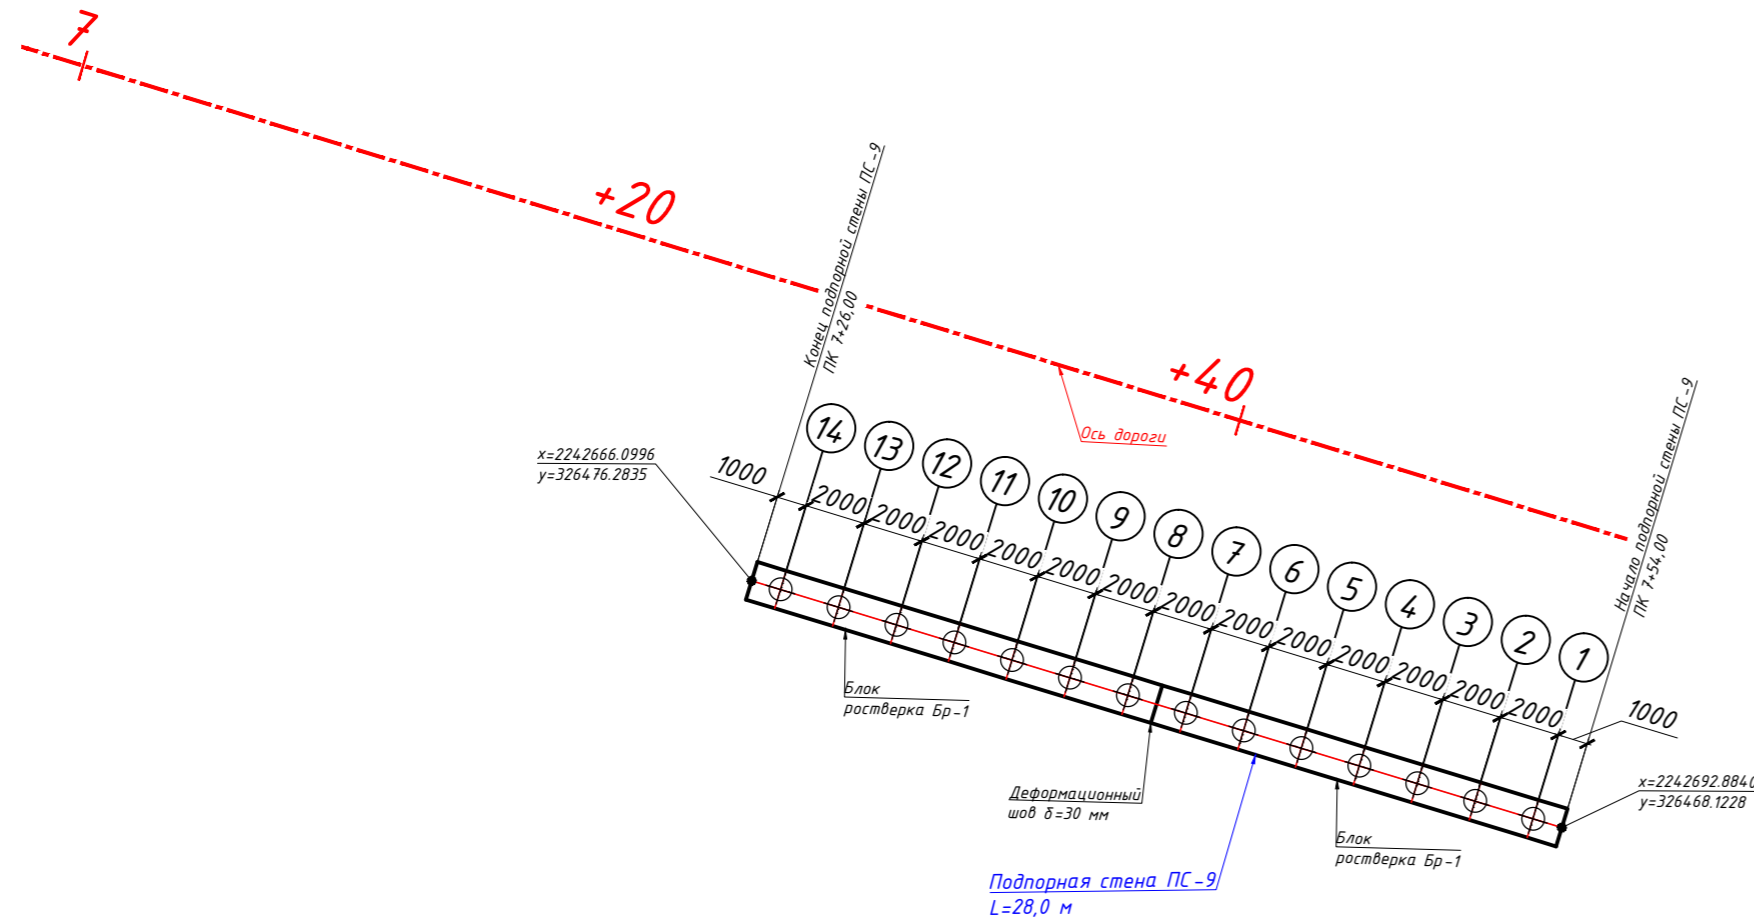 7
+20
Конец подпорной стены ПС-9
ПК 7+26,00
+40
Ось дороги
Начало подпорной стены ПС-9
ПК 7+54,00
x=2242666.0996
y=326476.2835
14
13
12
11
10
9
8
7
6
5
4
3
2
1
1000
2000
2000
2000
2000
2000
2000
2000
2000
2000
2000
2000
2000
2000
1000
Блок
ростверка Бр-1
Деформационный
шов δ=30 мм
Подпорная стена ПС-9
L=28,0 м
Блок
ростверка Бр-1
x=2242692.8840
y=326468.1228